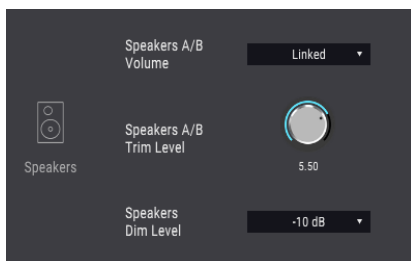 Speakers A/B
Volume
Linked
Speakers
Speakers A/B
Trim Level
5.50
Speakers
Dim Level
-10 dB